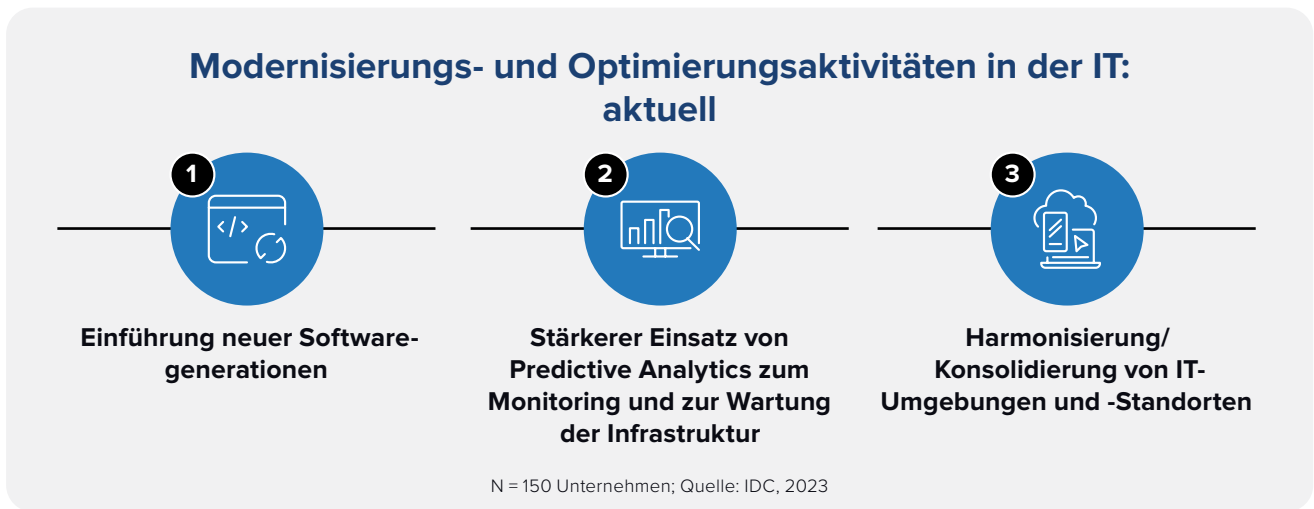 Modernisierungs- und Optimierungsaktivitäten in der IT:
aktuell
1
2
3
</>
Einführung neuer Software-
generationen
Stärkerer Einsatz von
Predictive Analytics zum
Monitoring und zur Wartung
der Infrastruktur
Harmonisierung/
Konsolidierung von IT-
Umgebungen und -Standorten
N = 150 Unternehmen; Quelle: IDC, 2023